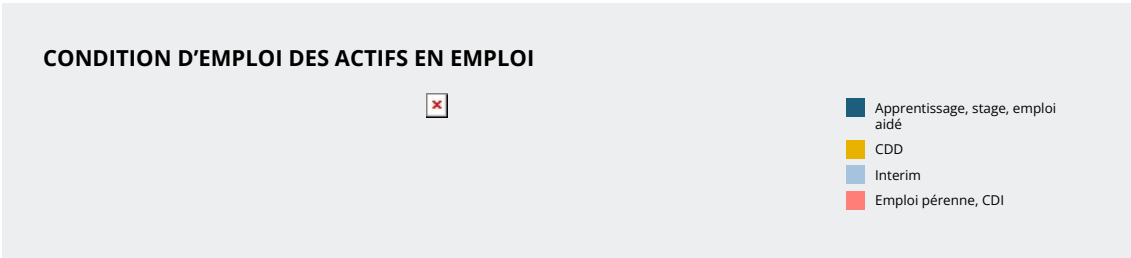 CONDITION D’EMPLOI DES ACTIFS EN EMPLOI
Apprentissage, stage, emploi
aidé
CDD
Interim
Emploi pérenne, CDI